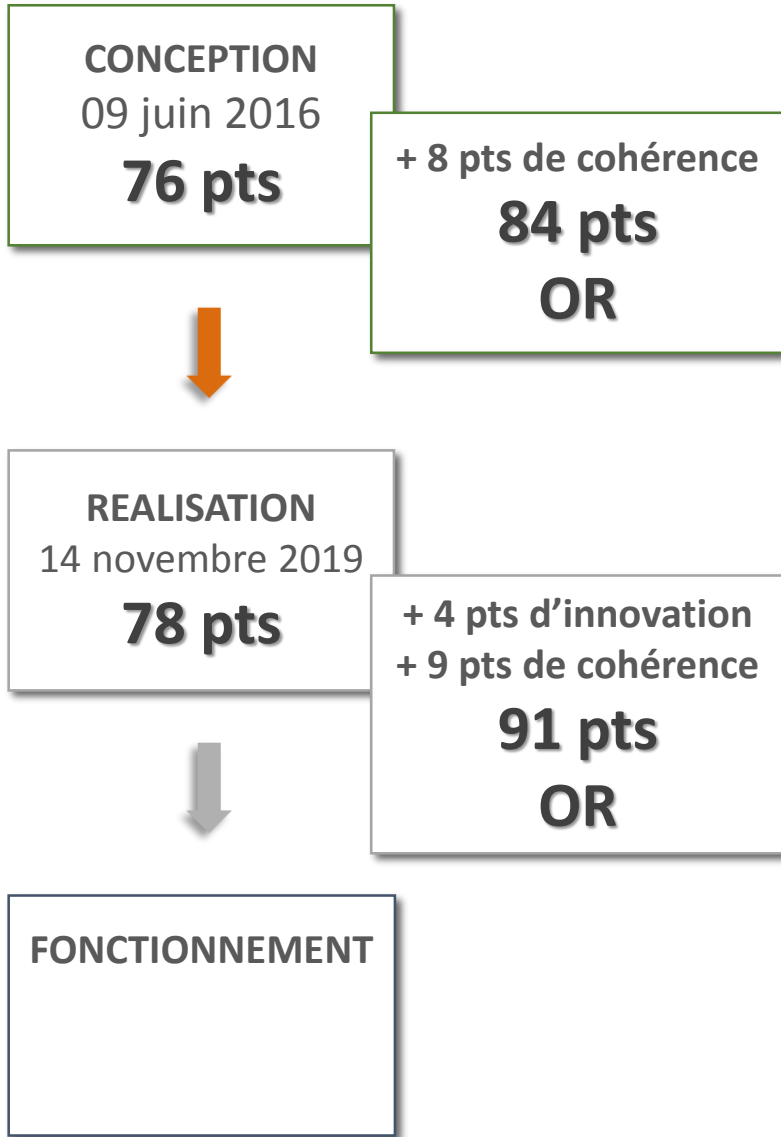 CONCEPTION
09 juin 2016
76 pts
+ 8 pts de cohérence
84 pts
OR
REALISATION
14 novembre 2019
78 pts
+ 4 pts d’innovation
+ 9 pts de cohérence
91 pts
OR
FONCTIONNEMENT